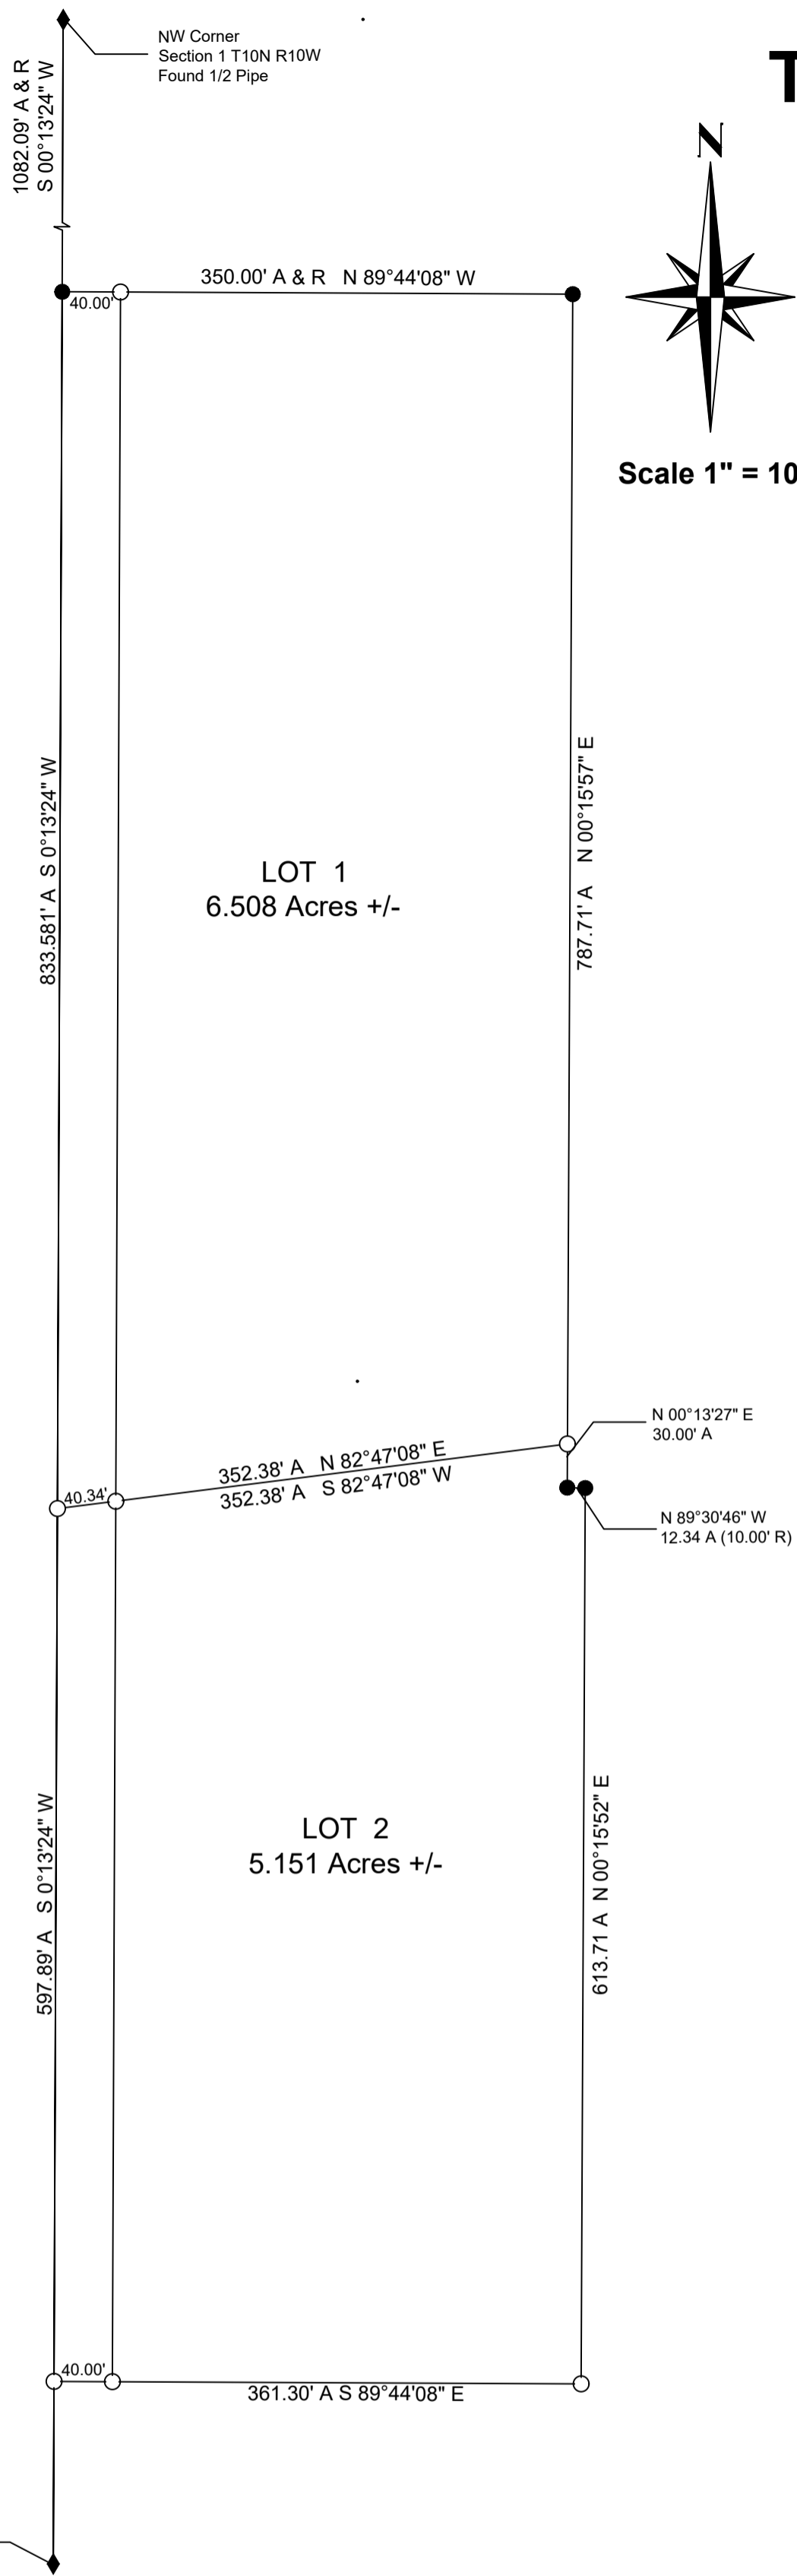 NW Corner
Section 1 T10N R10W
Found 1/2 Pipe
1082.09' A & R
S 00°13'24" W
T
N
350.00' A & R N 89°44'08" W
40.00'
Scale 1" = 10
833.581' A S 0°13'24" W
787.71' A N 00°15'57" E
LOT 1
6.508 Acres +/-
N 00°13'27" E
30.00' A
352.38' A N 82°47'08" E
352.38' A S 82°47'08" W
40.34'
N 89°30'46" W
12.34 A (10.00' R)
597.89' A S 0°13'24" W
613.71 A N 00°15'52" E
LOT 2
5.151 Acres +/-
40.00'
361.30' A S 89°44'08" E